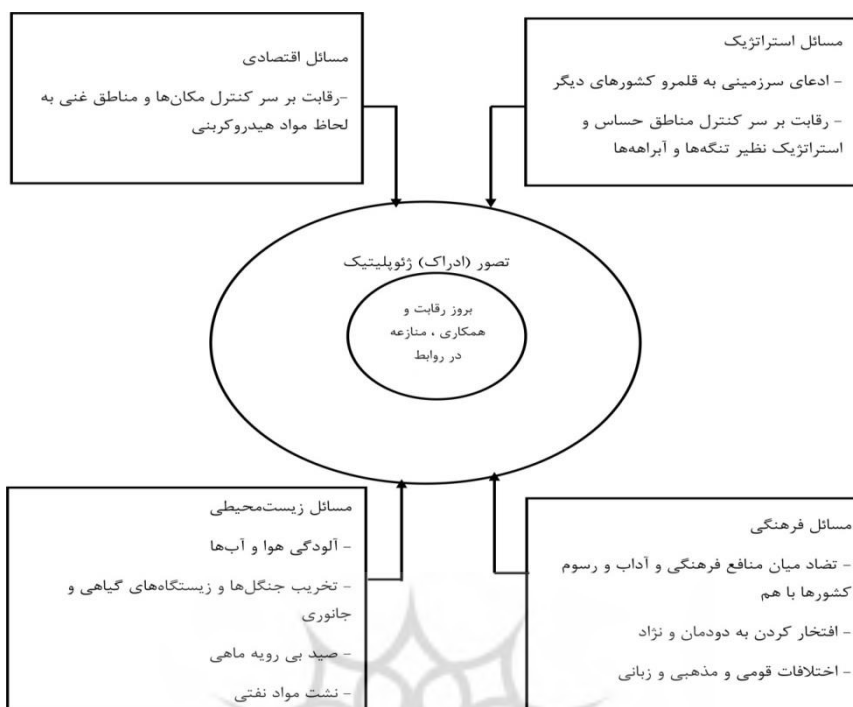 مسائل استراتژیک
- ادعای سرزمینی به قلمرو کشورهای دیگر
- رقابت بر سر کنترل مناطق حساس و
استراتژیک نظیر تنگه‌ها و آبراهه‌ها
مسائل اقتصادی
-رقابت بر سر کنترل مکان‌ها و مناطق غنی به
لحاظ مواد هیدروکربنی
تصور (ادراک) ژئوپلیتیک
بروز رقابت و
همکاری ، منازعه
در روابط
مسائل فرهنگی
- تضاد میان منافع فرهنگی و آداب و رسوم
کشورها با هم
- افتخار کردن به دودمان و نژاد
- اختلافات قومی و مذهبی و زبانی
مسائل زیست‌محیطی
- آلودگی هوا و آب‌ها
- تخریب جنگل‌ها و زیستگاه‌های گیاهی و
جانوری
- صید بی رویه ماهی
- نشت مواد نفتی